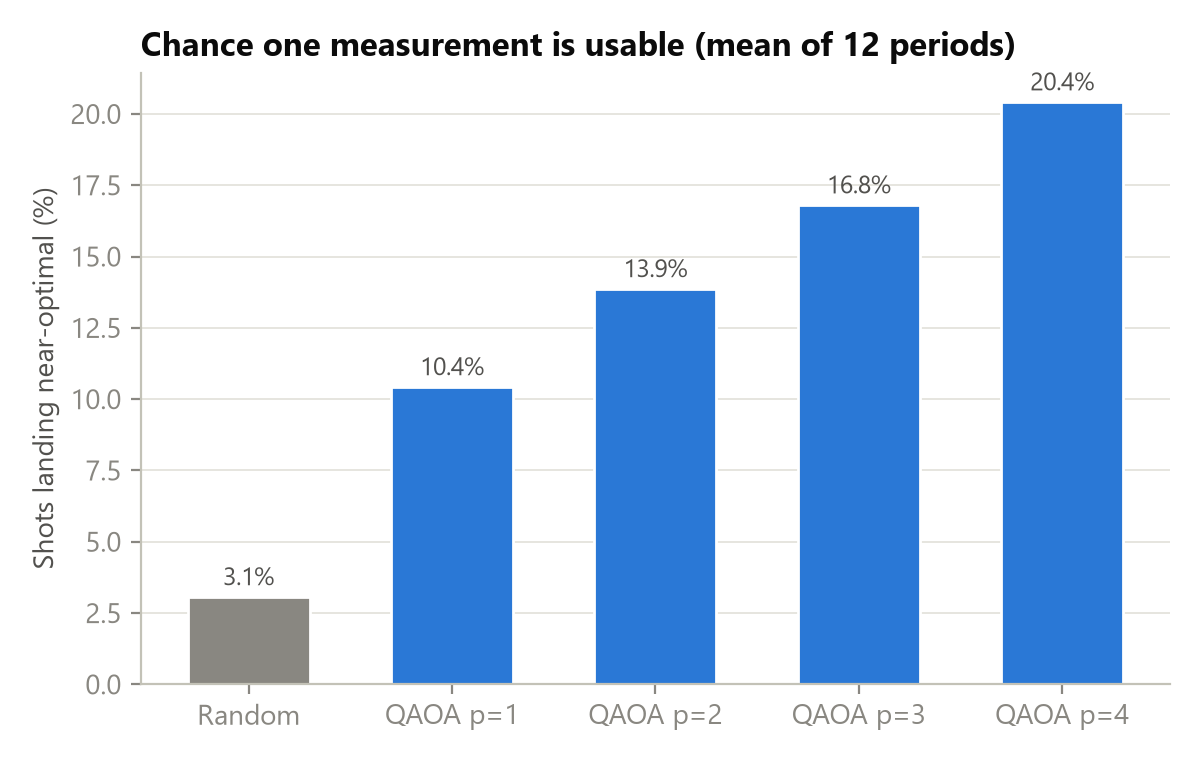 Chance one measurement is usable (mean of 12 periods)
Shots landing near-optimal (%)
20.0
17.5
15.0
12.5
10.0
7.5
5.0
2.5
0.0
3.1%
10.4%
13.9%
16.8%
20.4%
Random
QAOA p=1
QAOA p=2
QAOA p=3
QAOA p=4